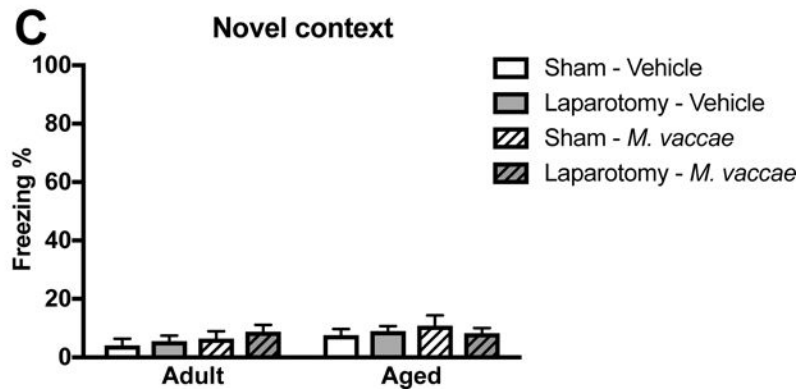 C
Novel context
Freezing %
100
80
60
40
20
0
Adult
Aged
Sham - Vehicle
Laparotomy - Vehicle
Sham - M. vaccae
Laparotomy - M. vaccae